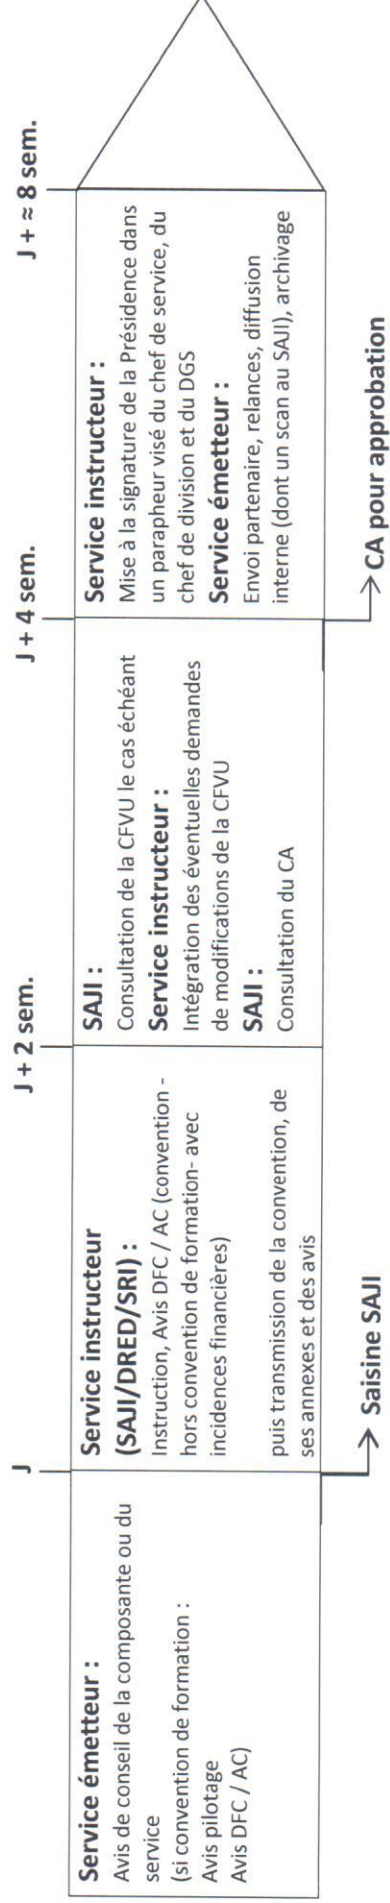 J
J + 2 sem.
J + 4 sem.
J + ≈ 8 sem.
Service émetteur :
Avis de conseil de la composante ou du
service
(si convention de formation :
Avis pilotage
Avis DFC / AC)
Service instructeur
(SAJI/DRED/SRI) :
Instruction, Avis DFC / AC (convention -
hors convention de formation- avec
incidences financières)
puis transmission de la convention, de
ses annexes et des avis
SAJI :
Consultation de la CFVU le cas échéant
Service instructeur :
Intégration des éventuelles demandes
de modifications de la CFVU
SAJI :
Consultation du CA
Service instructeur :
Mise à la signature de la Présidence dans
un parapheur visé du chef de service, du
chef de division et du DGS
Service émetteur :
Envoi partenaire, relances, diffusion
interne (dont un scan au SAJI), archivage
Saisine SAJI
CA pour approbation